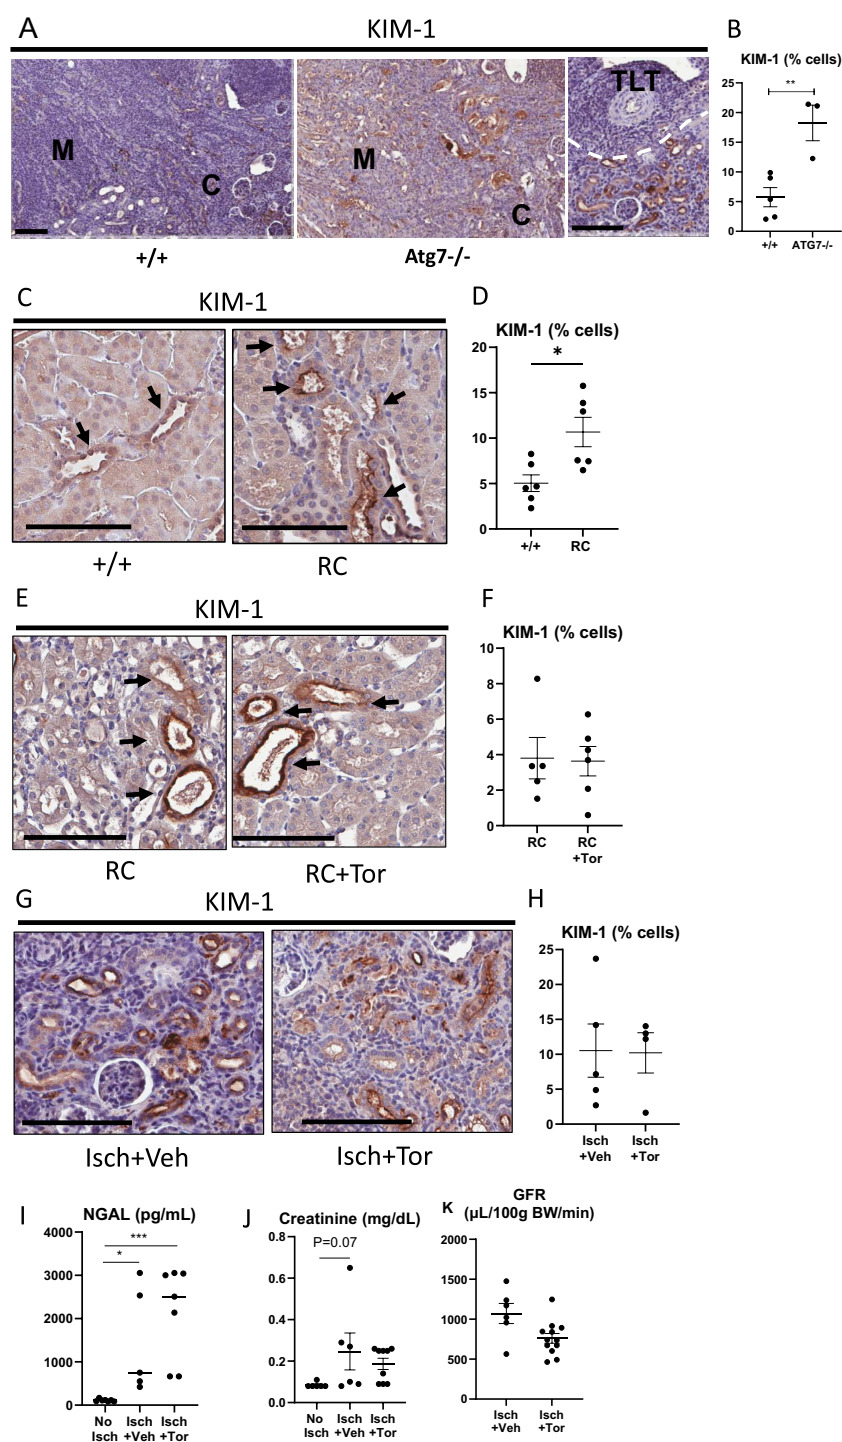 A
KIM-1
B
KIM-1 (% cells)
M
C
M
C
TLT
25
20
15
10
5
0
**
+/+
Atg7-/-
+/+
ATG7-/-
C
KIM-1
D
KIM-1 (% cells)
20
15
10
5
0
*
+/+
RC
+/+
RC
E
KIM-1
F
KIM-1 (% cells)
10
8
6
4
2
0
RC
RC
+Tor
RC
RC+Tor
G
KIM-1
H
KIM-1 (% cells)
25
20
15
10
5
0
Isch
+Veh
Isch
+Tor
Isch+Veh
Isch+Tor
I
NGAL (pg/mL)
4000
3000
2000
1000
0
***
*
No
Isch
Isch
+Veh
Isch
+Tor
J
Creatinine (mg/dL)
0.8
0.6
0.4
0.2
0.0
P=0.07
No
Isch
Isch
+Veh
Isch
+Tor
K
GFR
(µL/100g BW/min)
2000
1500
1000
500
0
Isch
+Veh
Isch
+Tor